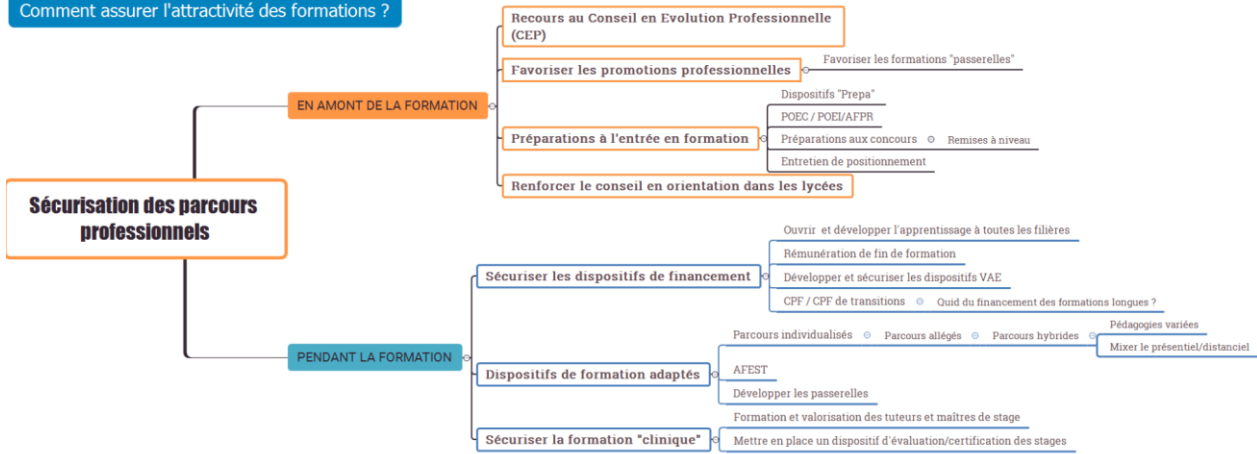 Comment assurer l'attractivité des formations ?
Sécurisation des parcours
professionnels
EN AMONT DE LA FORMATION
Recours au Conseil en Evolution Professionnelle
(CEP)
Favoriser les promotions professionnelles
Favoriser les formations "passerelles"
Préparations à l'entrée en formation
Dispositifs "Prepa"
POEC / POEI/AFPR
Préparations aux concours
Remises à niveau
Entretien de positionnement
Renforcer le conseil en orientation dans les lycées
PENDANT LA FORMATION
Sécuriser les dispositifs de financement
Ouvrir et développer l'apprentissage à toutes les filières
Rémunération de fin de formation
Développer et sécuriser les dispositifs VAE
CPF / CPF de transitions
Quid du financement des formations longues ?
Dispositifs de formation adaptés
Parcours individualisés
Parcours allégés
Parcours hybrides
Pédagogies variées
Mixer le présentiel/distanciel
AFEST
Développer les passerelles
Sécuriser la formation "clinique"
Formation et valorisation des tuteurs et maîtres de stage
Mettre en place un dispositif d'évaluation/certification des stages